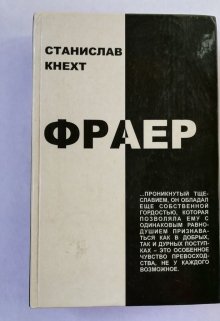 СТАНИСЛАВ
КНЕХТ
ФРАЕР
...ПРОНИКНУТЫЙ ТЩЕ-
СЛАВИЕМ, ОН ОБЛАДАЛ
ЕЩЕ СОБСТВЕННОЙ
ГОРДОСТЬЮ, КОТОРАЯ
ПОЗВОЛЯЛА ЕМУ С
ОДИНАКОВЫМ РАВНО-
ДУШИЕМ ПРИЗНАВА-
ТЬСЯ КАК В ДОБРЫХ,
ТАК И ДУРНЫХ ПОСТУП-
КАХ – ЭТО ОСОБЕННОЕ
ЧУВСТВО ПРЕВОСХОД-
СТВА, НЕ У КАЖДОГО
ВОЗМОЖНОЕ.